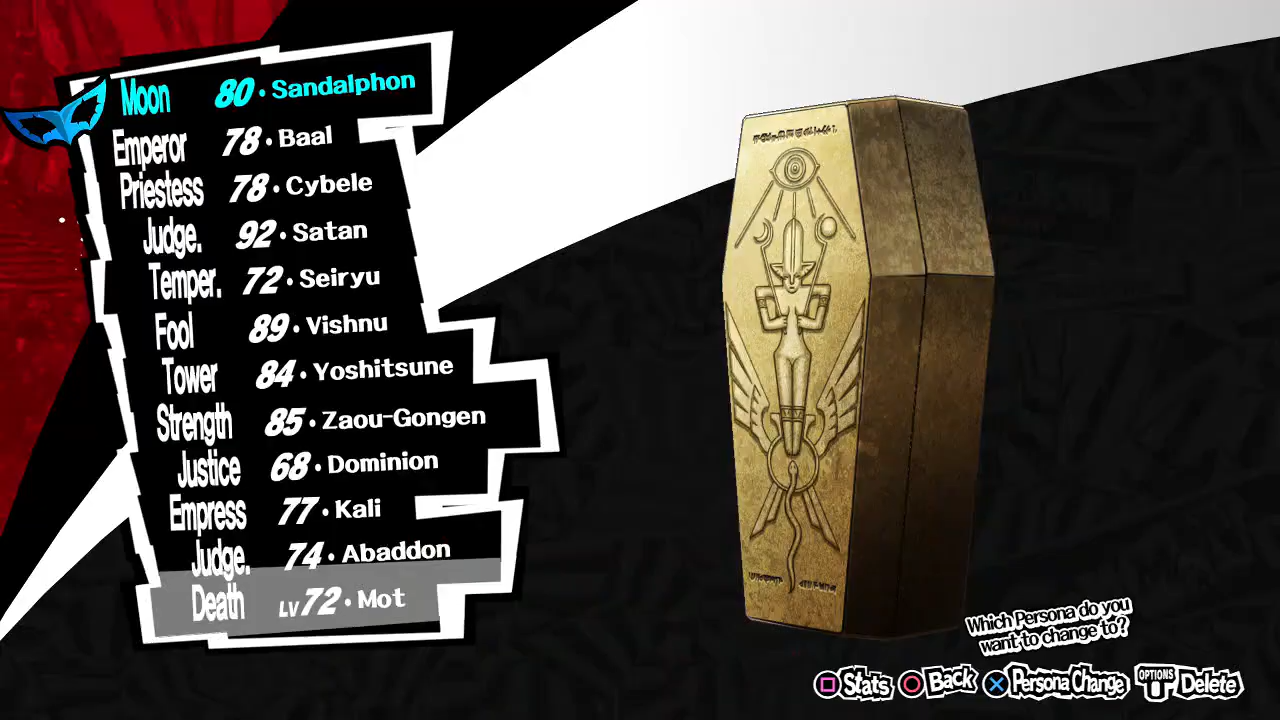 Moon 80・Sandalphon
Emperor 78・Baal
Priestess 78・Cybele
Judge. 92・Satan
Temper. 72・Seiryu
Fool 89・Vishnu
Tower 84・Yoshitsune
Strength 85・Zaou-Gongen
Justice 68・Dominion
Empress 77・Kali
Judge. 74・Abaddon
Death LV72・Mot
Which Persona do you
want to change to?
Stats Back Persona Change OPTIONS Delete